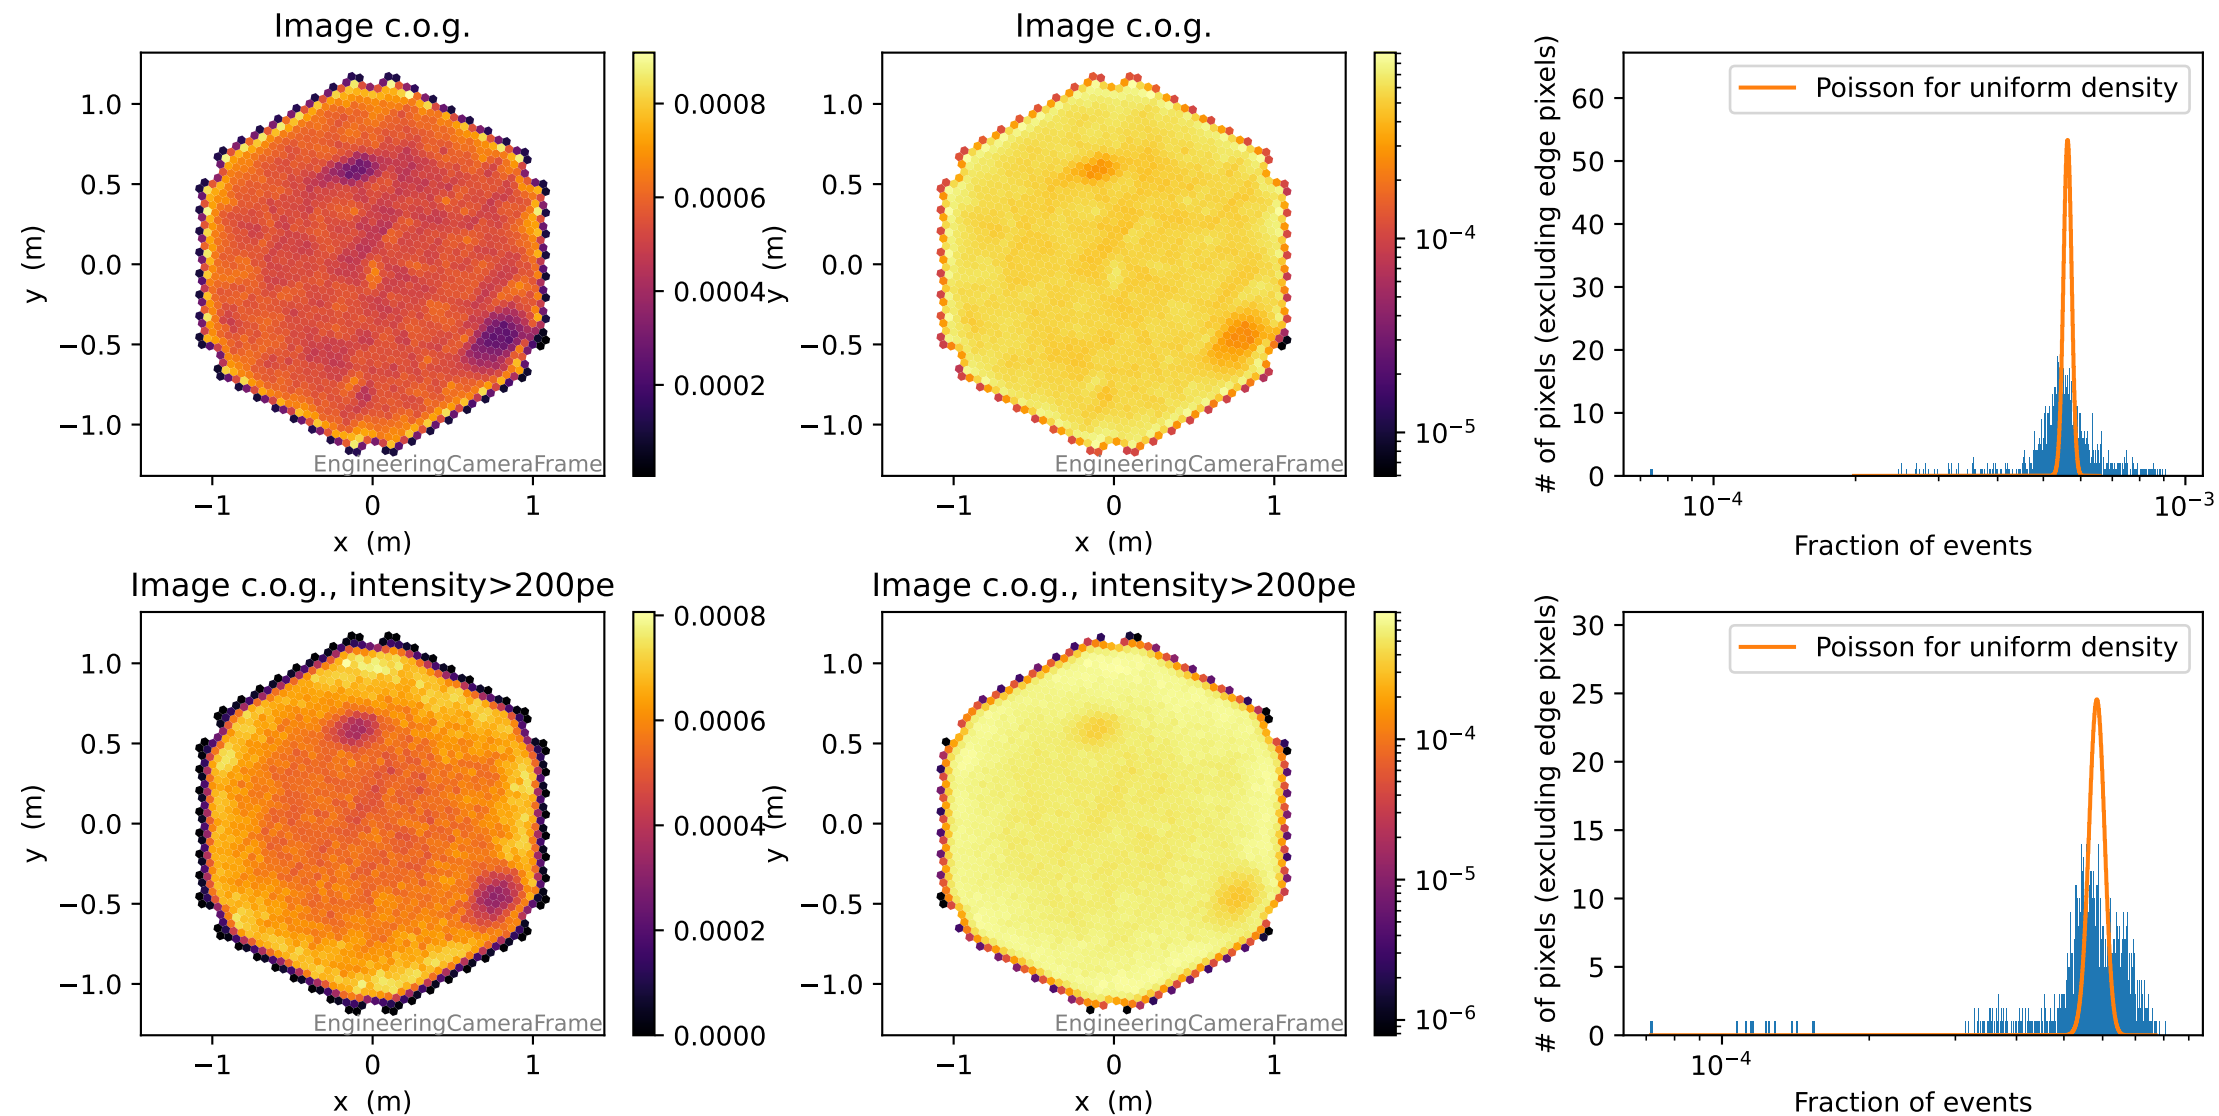 Image c.o.g.
1.0
0.5
0.0
−0.5
−1.0
y (m)
−1
0
1
x (m)
EngineeringCameraFrame
0.0008
0.0006
0.0004
0.0002
Image c.o.g.
1.0
0.5
0.0
−0.5
−1.0
y (m)
−1
0
1
x (m)
EngineeringCameraFrame
10⁻⁴
10⁻⁵
# of pixels (excluding edge pixels)
60
50
40
30
20
10
0
Poisson for uniform density
10⁻⁴
10⁻³
Fraction of events
Image c.o.g., intensity>200pe
1.0
0.5
0.0
−0.5
−1.0
y (m)
−1
0
1
x (m)
EngineeringCameraFrame
0.0008
0.0006
0.0004
0.0002
0.0000
Image c.o.g., intensity>200pe
1.0
0.5
0.0
−0.5
−1.0
y (m)
−1
0
1
x (m)
EngineeringCameraFrame
10⁻⁴
10⁻⁵
10⁻⁶
# of pixels (excluding edge pixels)
30
25
20
15
10
5
0
Poisson for uniform density
10⁻⁴
Fraction of events